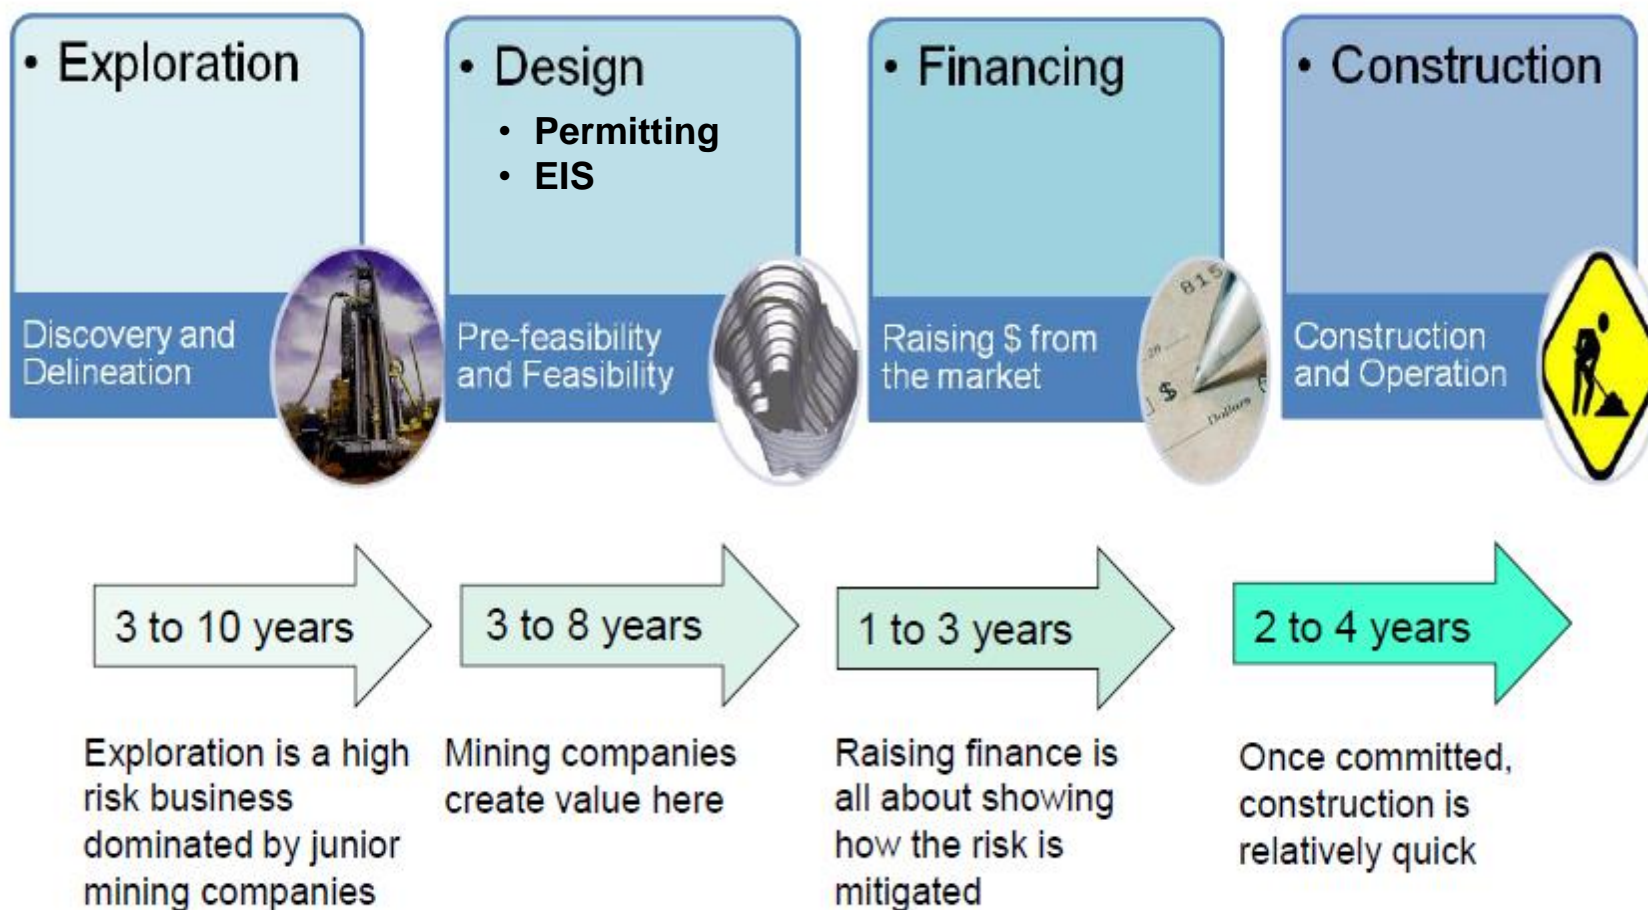 • Exploration
Discovery and
Delineation
• Design
• Permitting
• EIS
Pre-feasibility
and Feasibility
• Financing
Raising $ from
the market
815
$
Dollars
• Construction
Construction
and Operation
3 to 10 years
3 to 8 years
1 to 3 years
2 to 4 years
Exploration is a high
risk business
dominated by junior
mining companies
Mining companies
create value here
Raising finance is
all about showing
how the risk is
mitigated
Once committed,
construction is
relatively quick